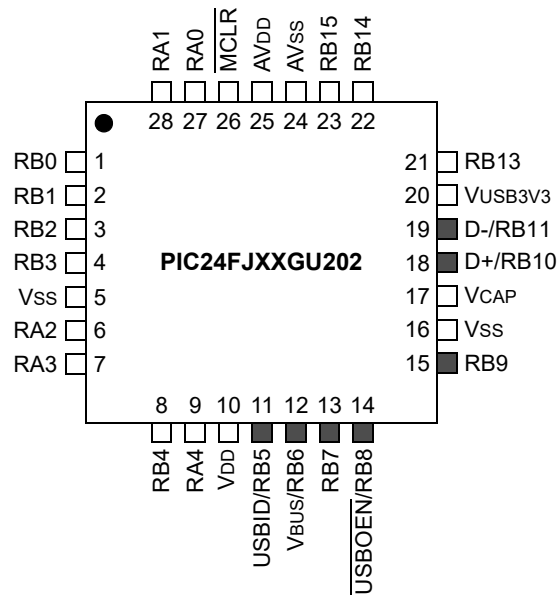 RA1
RA0
MCLR
AVDD
AVSS
RB15
RB14
28 27 26 25 24 23 22
RB0 1
RB1 2
RB2 3
RB3 4
VSS 5
RA2 6
RA3 7
PIC24FJXXGU202
21 RB13
20 VUSB3V3
19 D-/RB11
18 D+/RB10
17 VCAP
16 VSS
15 RB9
8 9 10 11 12 13 14
RB4
RA4
VDD
USBID/RB5
VBUS/RB6
RB7
USBOEN/RB8